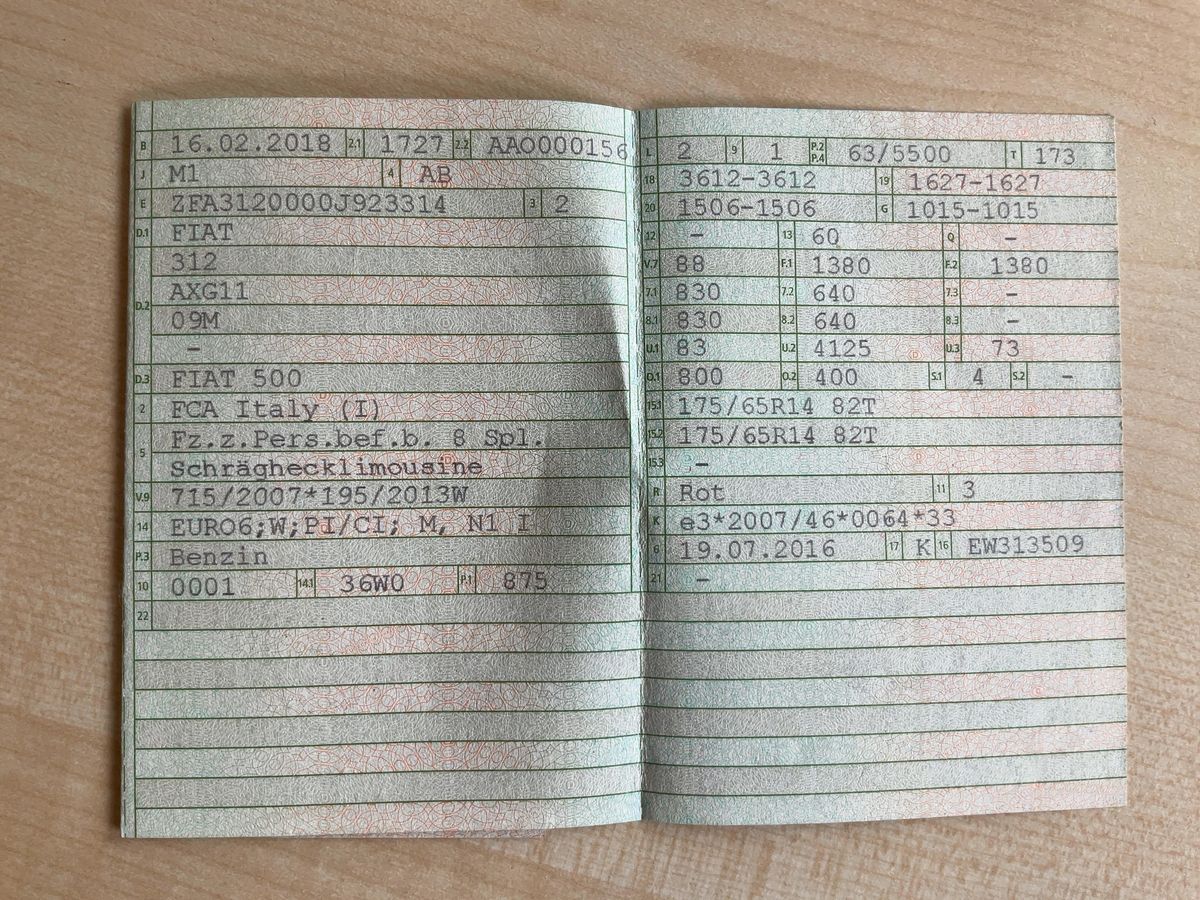 B 16.02.2018 2.1 1727 2.2 AAO000156
J M1 4 AB
E ZFA3120000J923314 3 2
D.1 FIAT
312
D.2 AXG11
09M
-
D.3 FIAT 500
2 FCA Italy (I)
5 Fz.z.Pers.bef.b. 8 Spl.
Schräghecklimousine
V.9 715/2007*195/2013W
14 EURO6;W;PI/CI; M, N1 I
P.3 Benzin
10 0001 14.1 36W0 P.1 875
22
L 2 9 1 P.2 P.4 63/5500 T 173
18 3612-3612 19 1627-1627
20 1506-1506 G 1015-1015
12 - 13 60 Q -
V.7 88 F.1 1380 F.2 1380
7.1 830 7.2 640 7.3 -
8.1 830 8.2 640 8.3 -
U.1 83 U.2 4125 U.3 73
O.1 800 O.2 400 S.1 4 S.2 -
15.1 175/65R14 82T
15.2 175/65R14 82T
15.3 -
R Rot 11 3
K e3*2007/46*0064*33
6 19.07.2016 17 K 16 EW313509
21 -